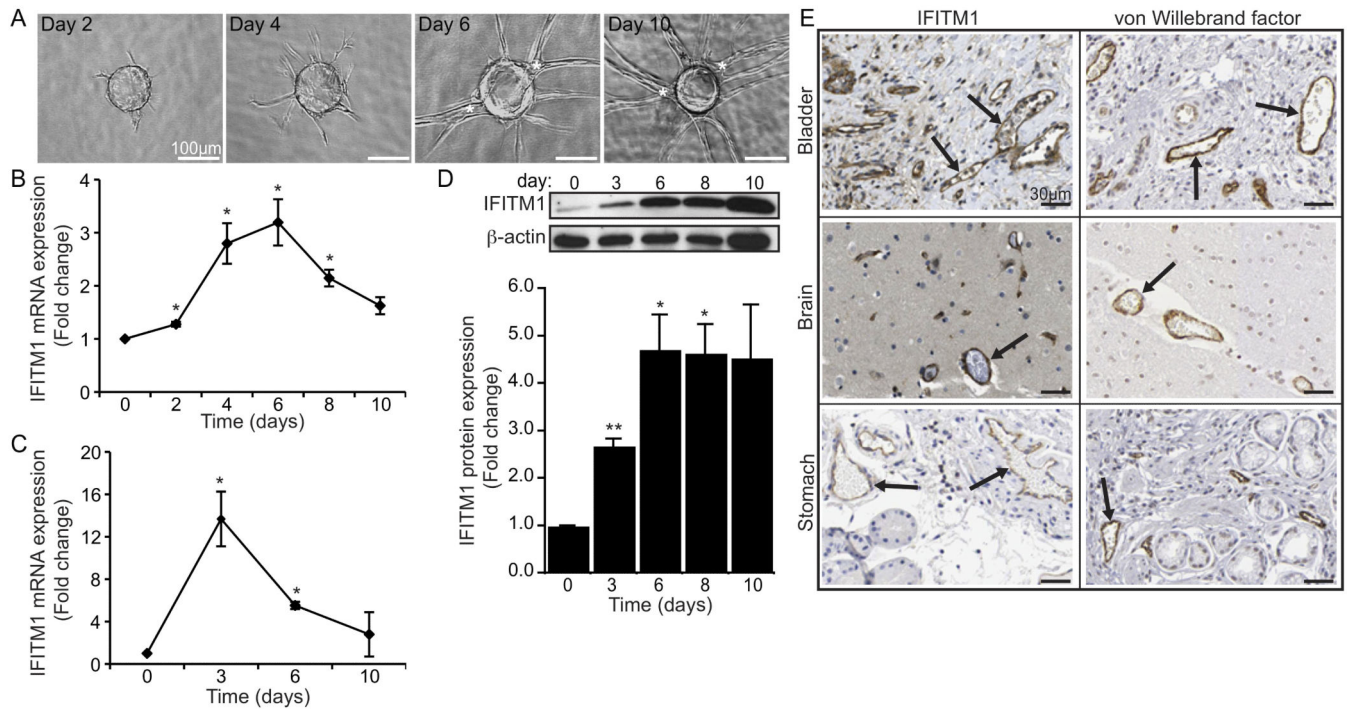 A
Day 2
Day 4
Day 6
Day 10
100μm
*
*
*
*
B
IFITM1 mRNA expression
(Fold change)
4
3
2
1
0
*
*
*
*
0 2 4 6 8 10
Time (days)
C
IFITM1 mRNA expression
(Fold change)
20
16
12
8
4
0
*
*
0 3 6 10
Time (days)
D
day: 0 3 6 8 10
IFITM1
β-actin
IFITM1 protein expression
(Fold change)
6.0
5.0
4.0
3.0
2.0
1.0
0.0
**
*
*
0 3 6 8 10
Time (days)
E
IFITM1
von Willebrand factor
Bladder
30μm
Brain
Stomach